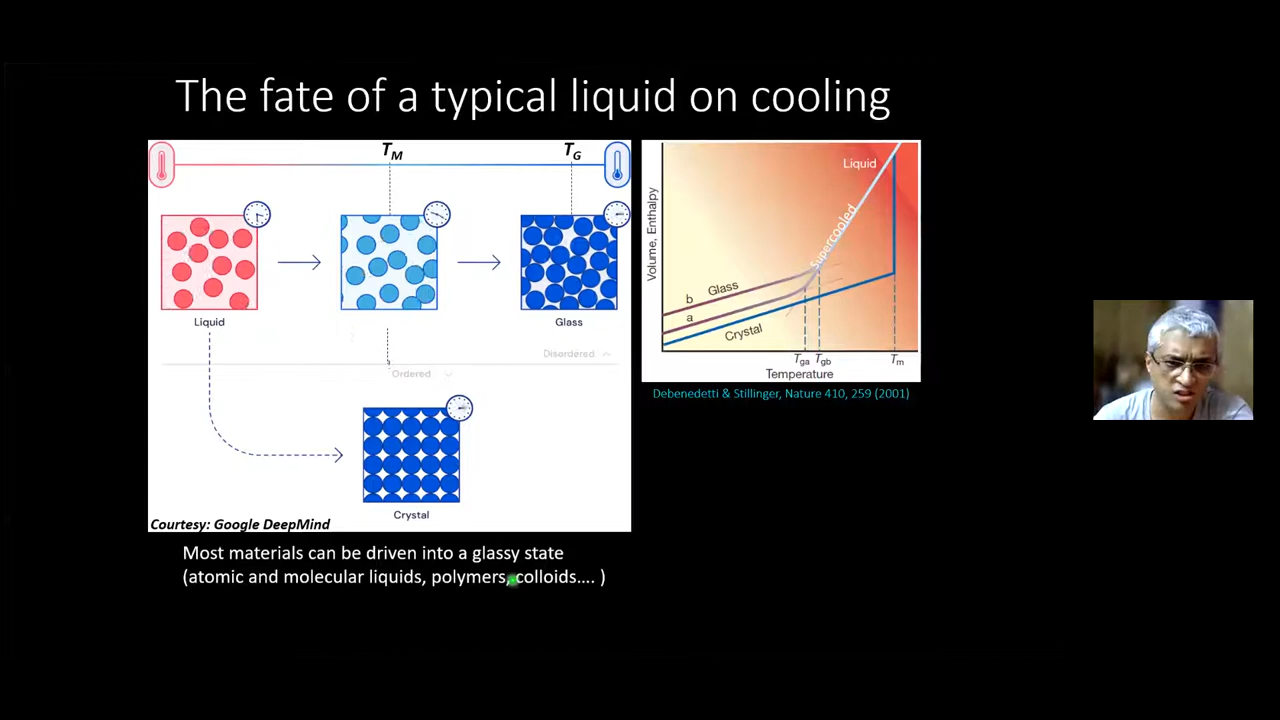 The fate of a typical liquid on cooling
T_M
T_G
Liquid
Glass
Disordered
Ordered
Crystal
Courtesy: Google DeepMind
Volume, Enthalpy
Liquid
Supercooled
b
Glass
a
Crystal
T_ga
T_gb
T_m
Temperature
Debenedetti & Stillinger, Nature 410, 259 (2001)
Most materials can be driven into a glassy state
(atomic and molecular liquids, polymers, colloids.... )